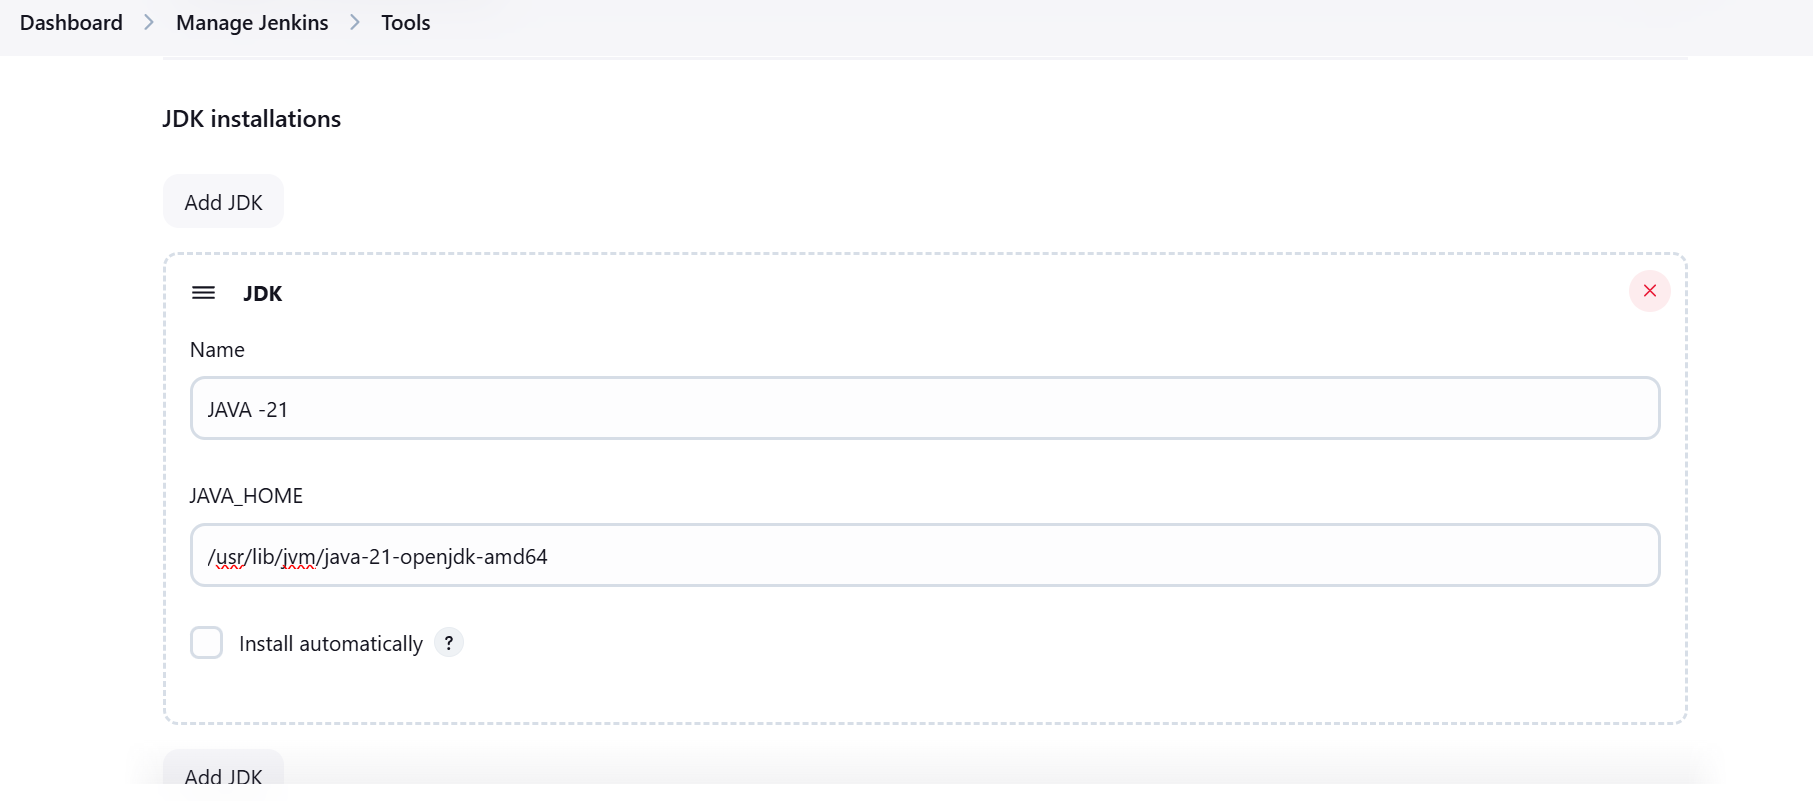 Dashboard > Manage Jenkins > Tools
JDK installations
Add JDK
JDK
Name
JAVA -21
JAVA_HOME
/usr/lib/jvm/java-21-openjdk-amd64
Install automatically ?
Add JDK